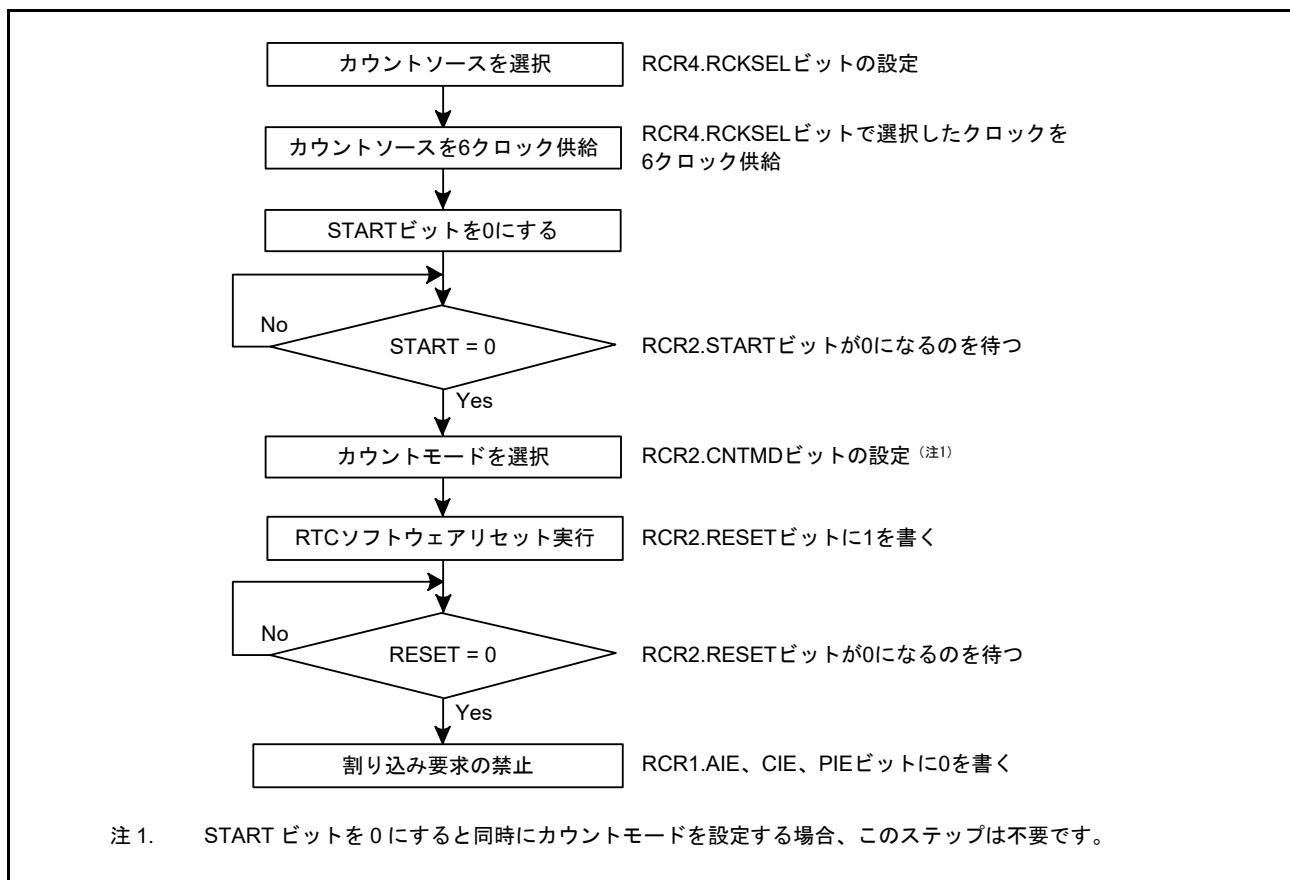 カウントソースを選択 RCR4.RCKSELビットの設定
カウントソースを6クロック供給 RCR4.RCKSELビットで選択したクロックを
6クロック供給
STARTビットを0にする
No
START = 0 RCR2.STARTビットが0になるのを待つ
Yes
カウントモードを選択 RCR2.CNTMDビットの設定 (注1)
RTCソフトウェアリセット実行 RCR2.RESETビットに1を書く
No
RESET = 0 RCR2.RESETビットが0になるのを待つ
Yes
割り込み要求の禁止 RCR1.AIE、CIE、PIEビットに0を書く
注 1. START ビットを 0 にすると同時にカウントモードを設定する場合、このステップは不要です。